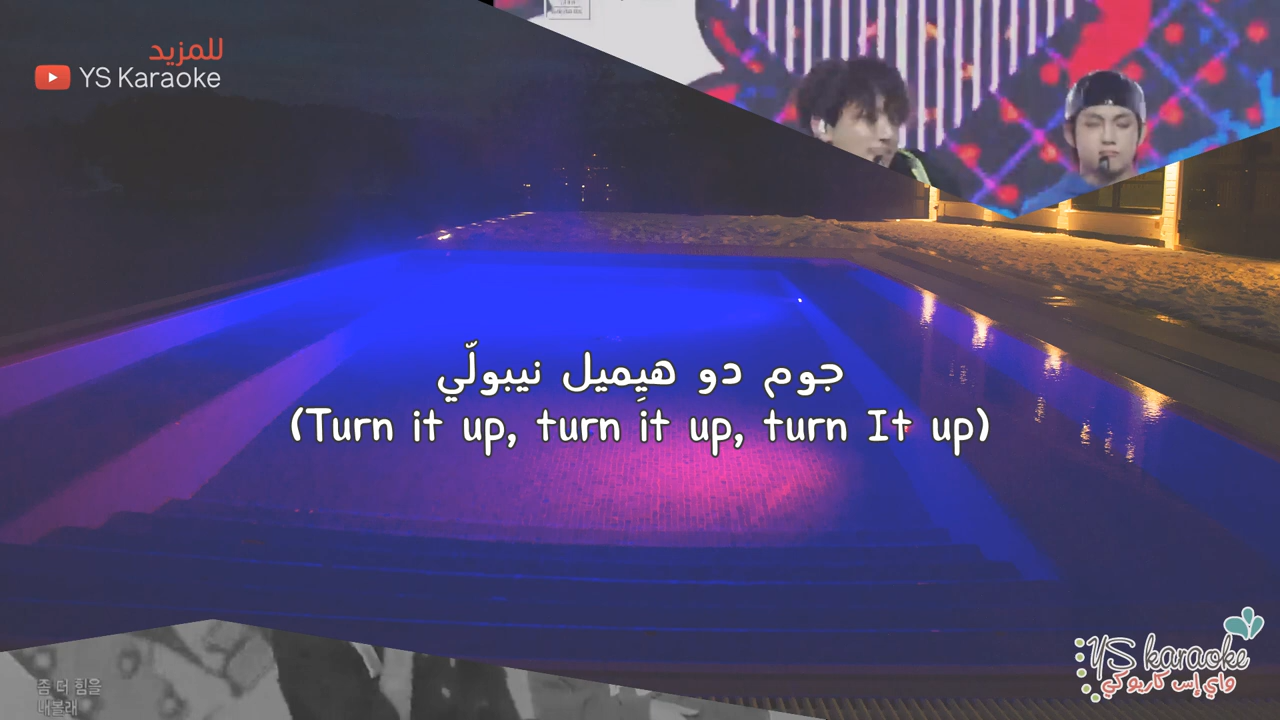 للمزيد
YS Karaoke
جوم دو هيِميل نيبولّي
(Turn it up, turn it up, turn It up)
좀 더 힘을
내볼래
YS karaoke
واي إس كاريوكي